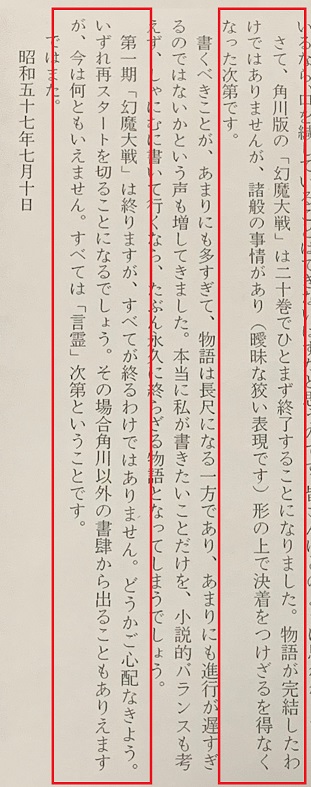 さて、角川版の「幻魔大戦」は二十巻でひとまず終了することになりました。物語が完結したわ
けではありませんが、諸般の事情があり（曖昧な狡い表現です）形の上で決着をつけざるを得なく
なった次第です。
書くべきことが、あまりにも多すぎて、物語は長尺になる一方であり、あまりにも進行が遅すぎ
るのではないかという声も増してきました。本当に私が書きたいことだけを、小説的バランスも考
えず、しゃにむに書いて行くなら、たぶん永久に終らざる物語となってしまうでしょう。
第一期「幻魔大戦」は終りますが、すべてが終るわけではありません。どうかご心配なきよう。
いずれ再スタートを切ることになるでしょう。その場合角川以外の書肆から出ることもありえます
が、今は何ともいえません。すべては「言霊」次第ということです。
ではまた。
昭和五十七年七月十日